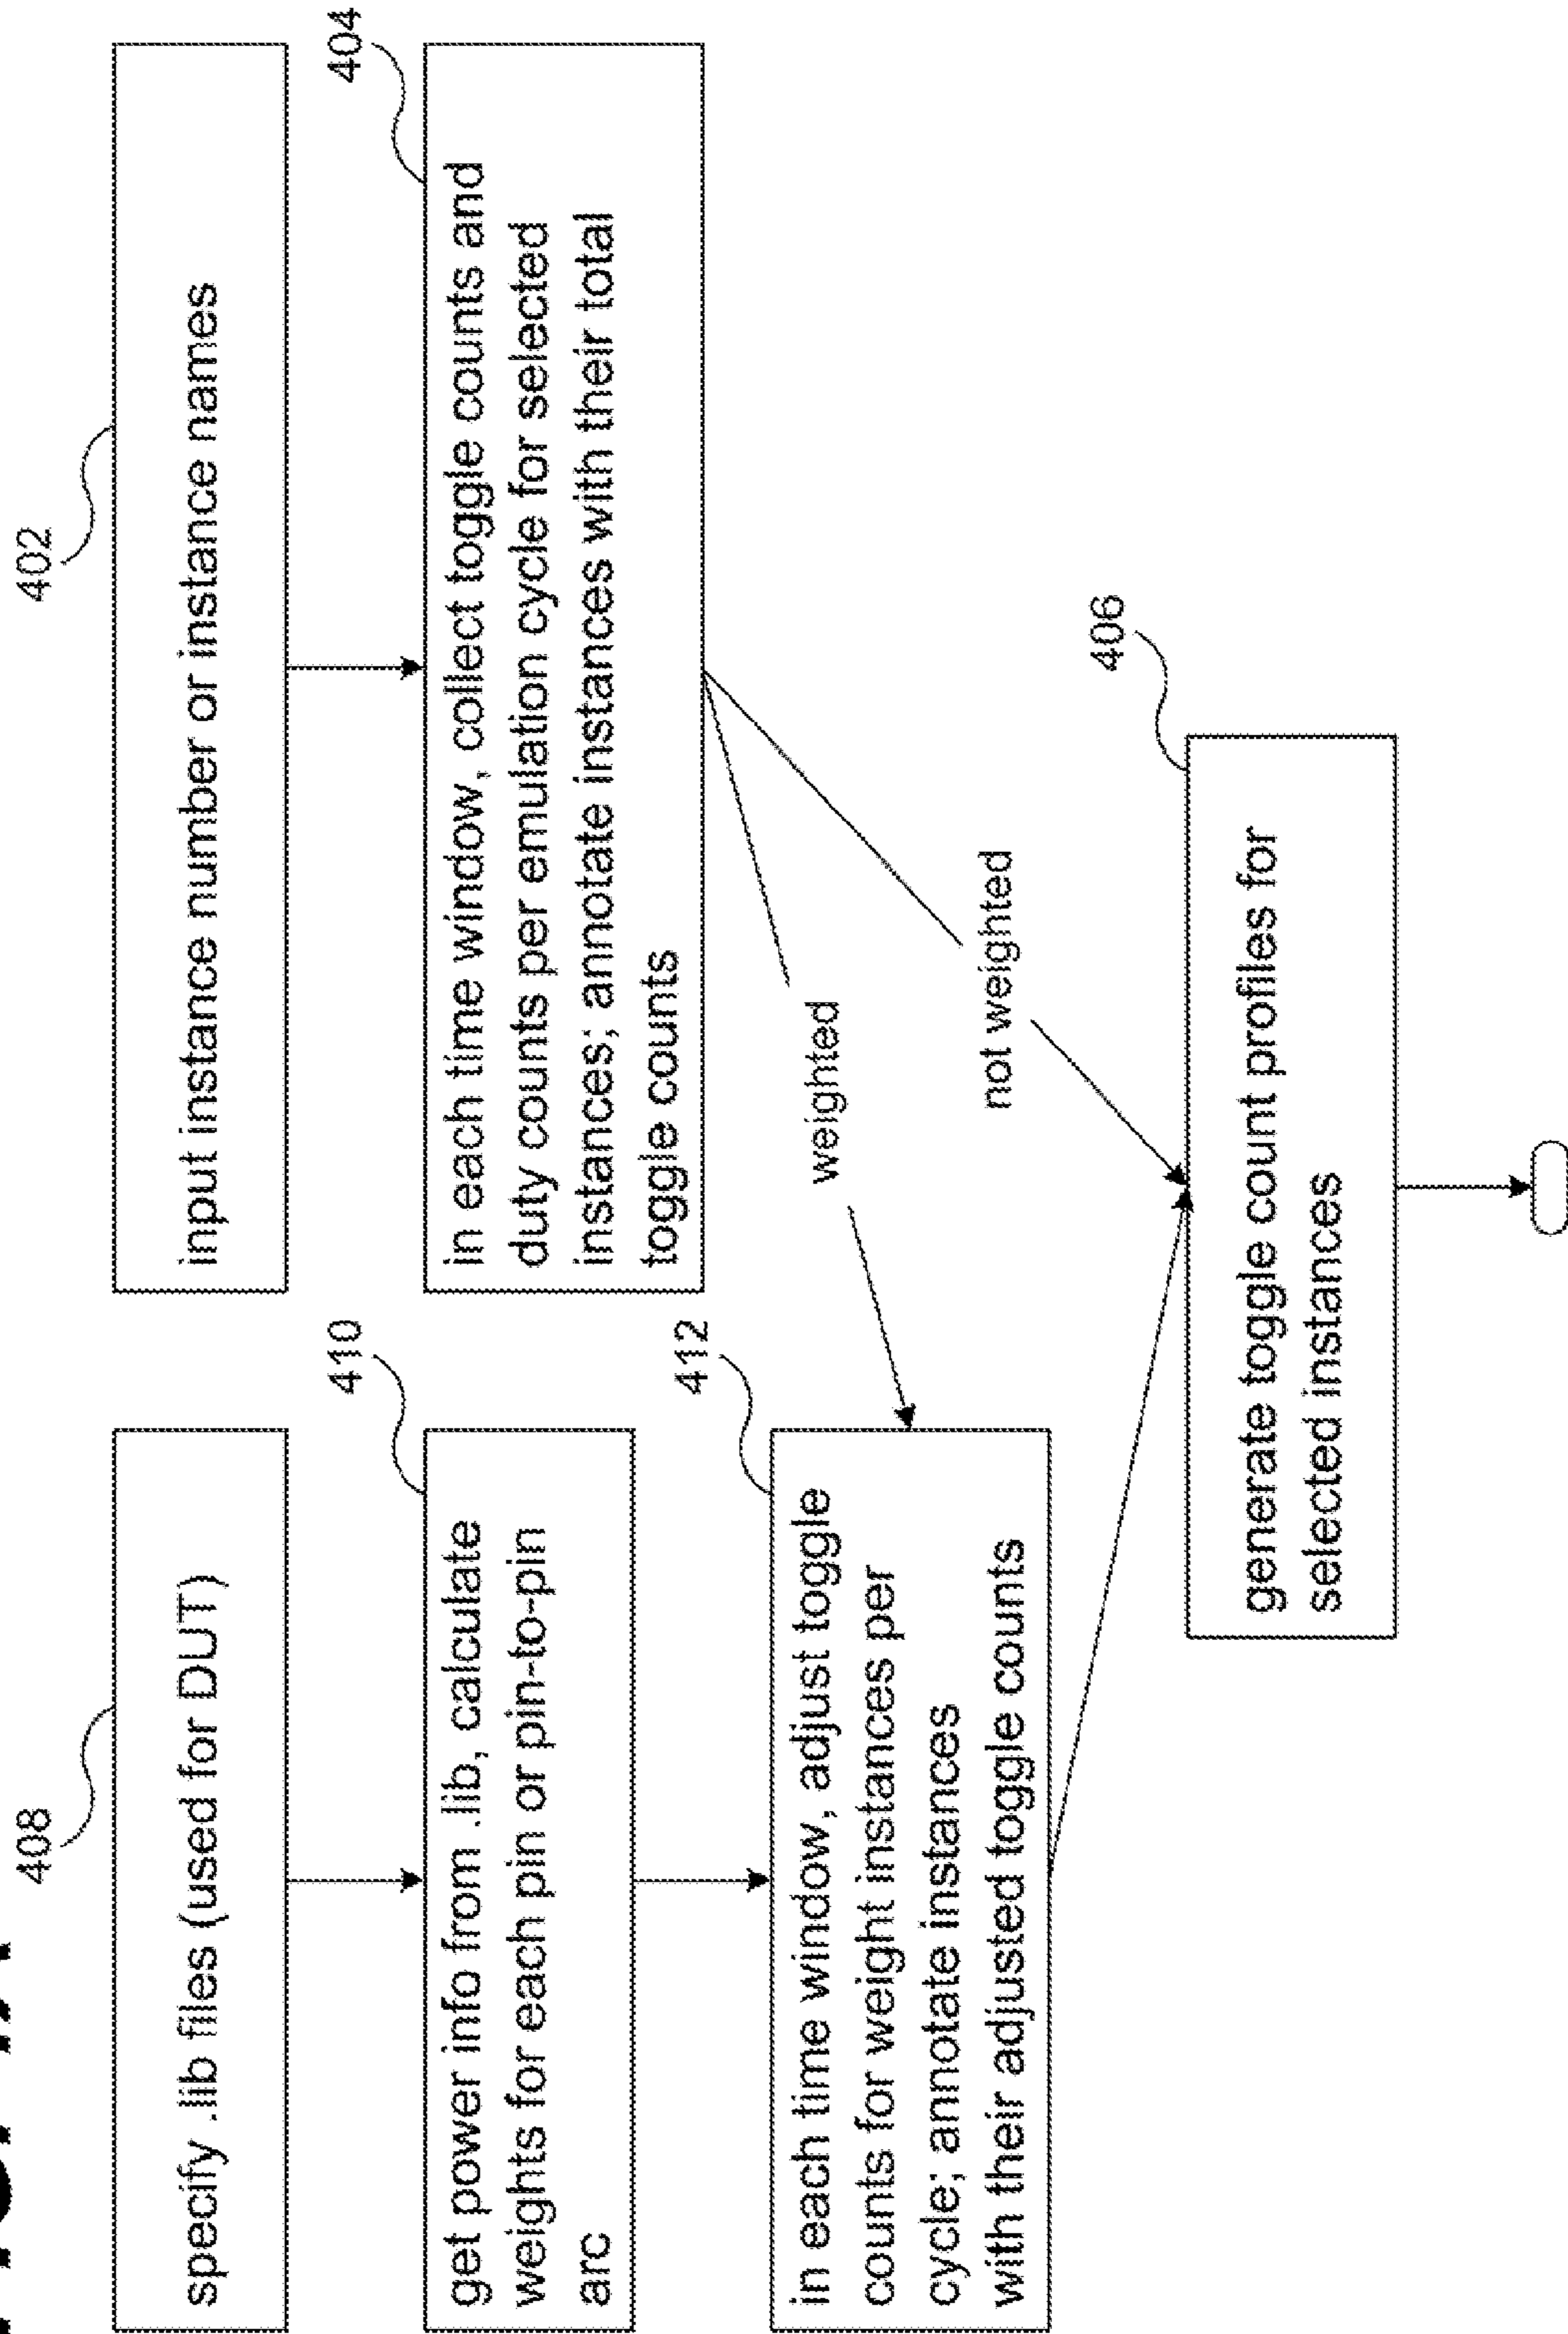 408
specify .lib files (used for DUT)
410
get power info from .lib, calculate
weights for each pin or pin-to-pin
arc
412
in each time window, adjust toggle
counts for weight instances per
cycle; annotate instances
with their adjusted toggle counts
402
input instance number or instance names
404
in each time window, collect toggle counts and
duty counts per emulation cycle for selected
instances; annotate instances with their total
toggle counts
weighted
not weighted
406
generate toggle count profiles for
selected instances